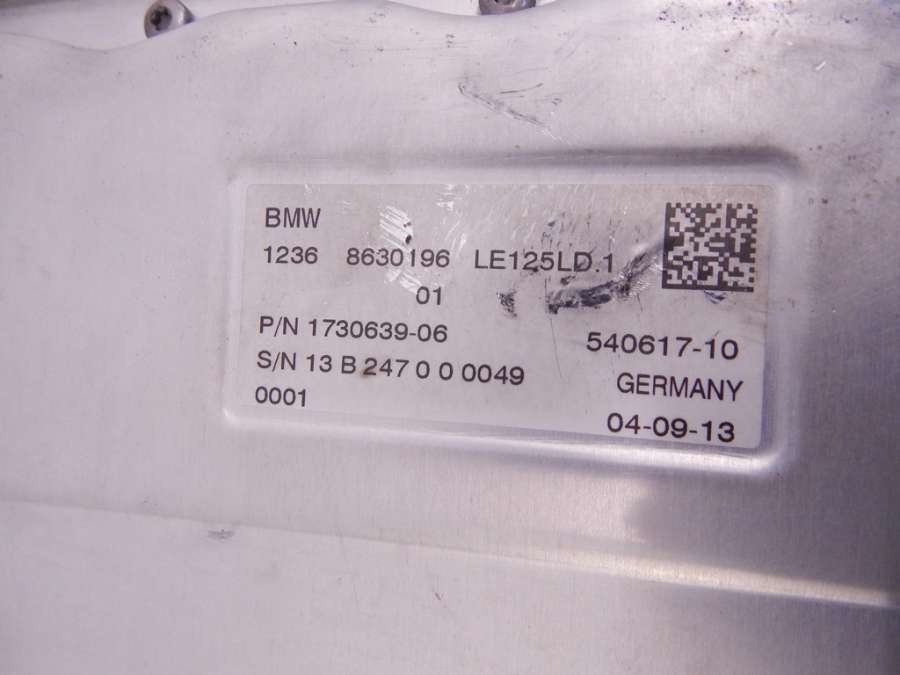 BMW
1236 8630196 LE125LD.1
01
P/N 1730639-06
540617-10
S/N 13 B 247 0 0 0049
GERMANY
0001
04-09-13